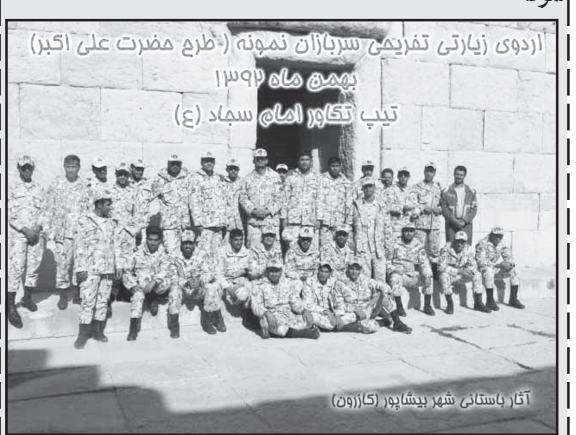 نمونه
اردوی زیارتی تفریحی سربازان نمونه ( طرح حضرت علی اکبر)
بهمن ماه ۱۳۹۲
تیپ تکاور امام سجاد (ع)
آثار باستانی شهر بیشاپور (کازرون)